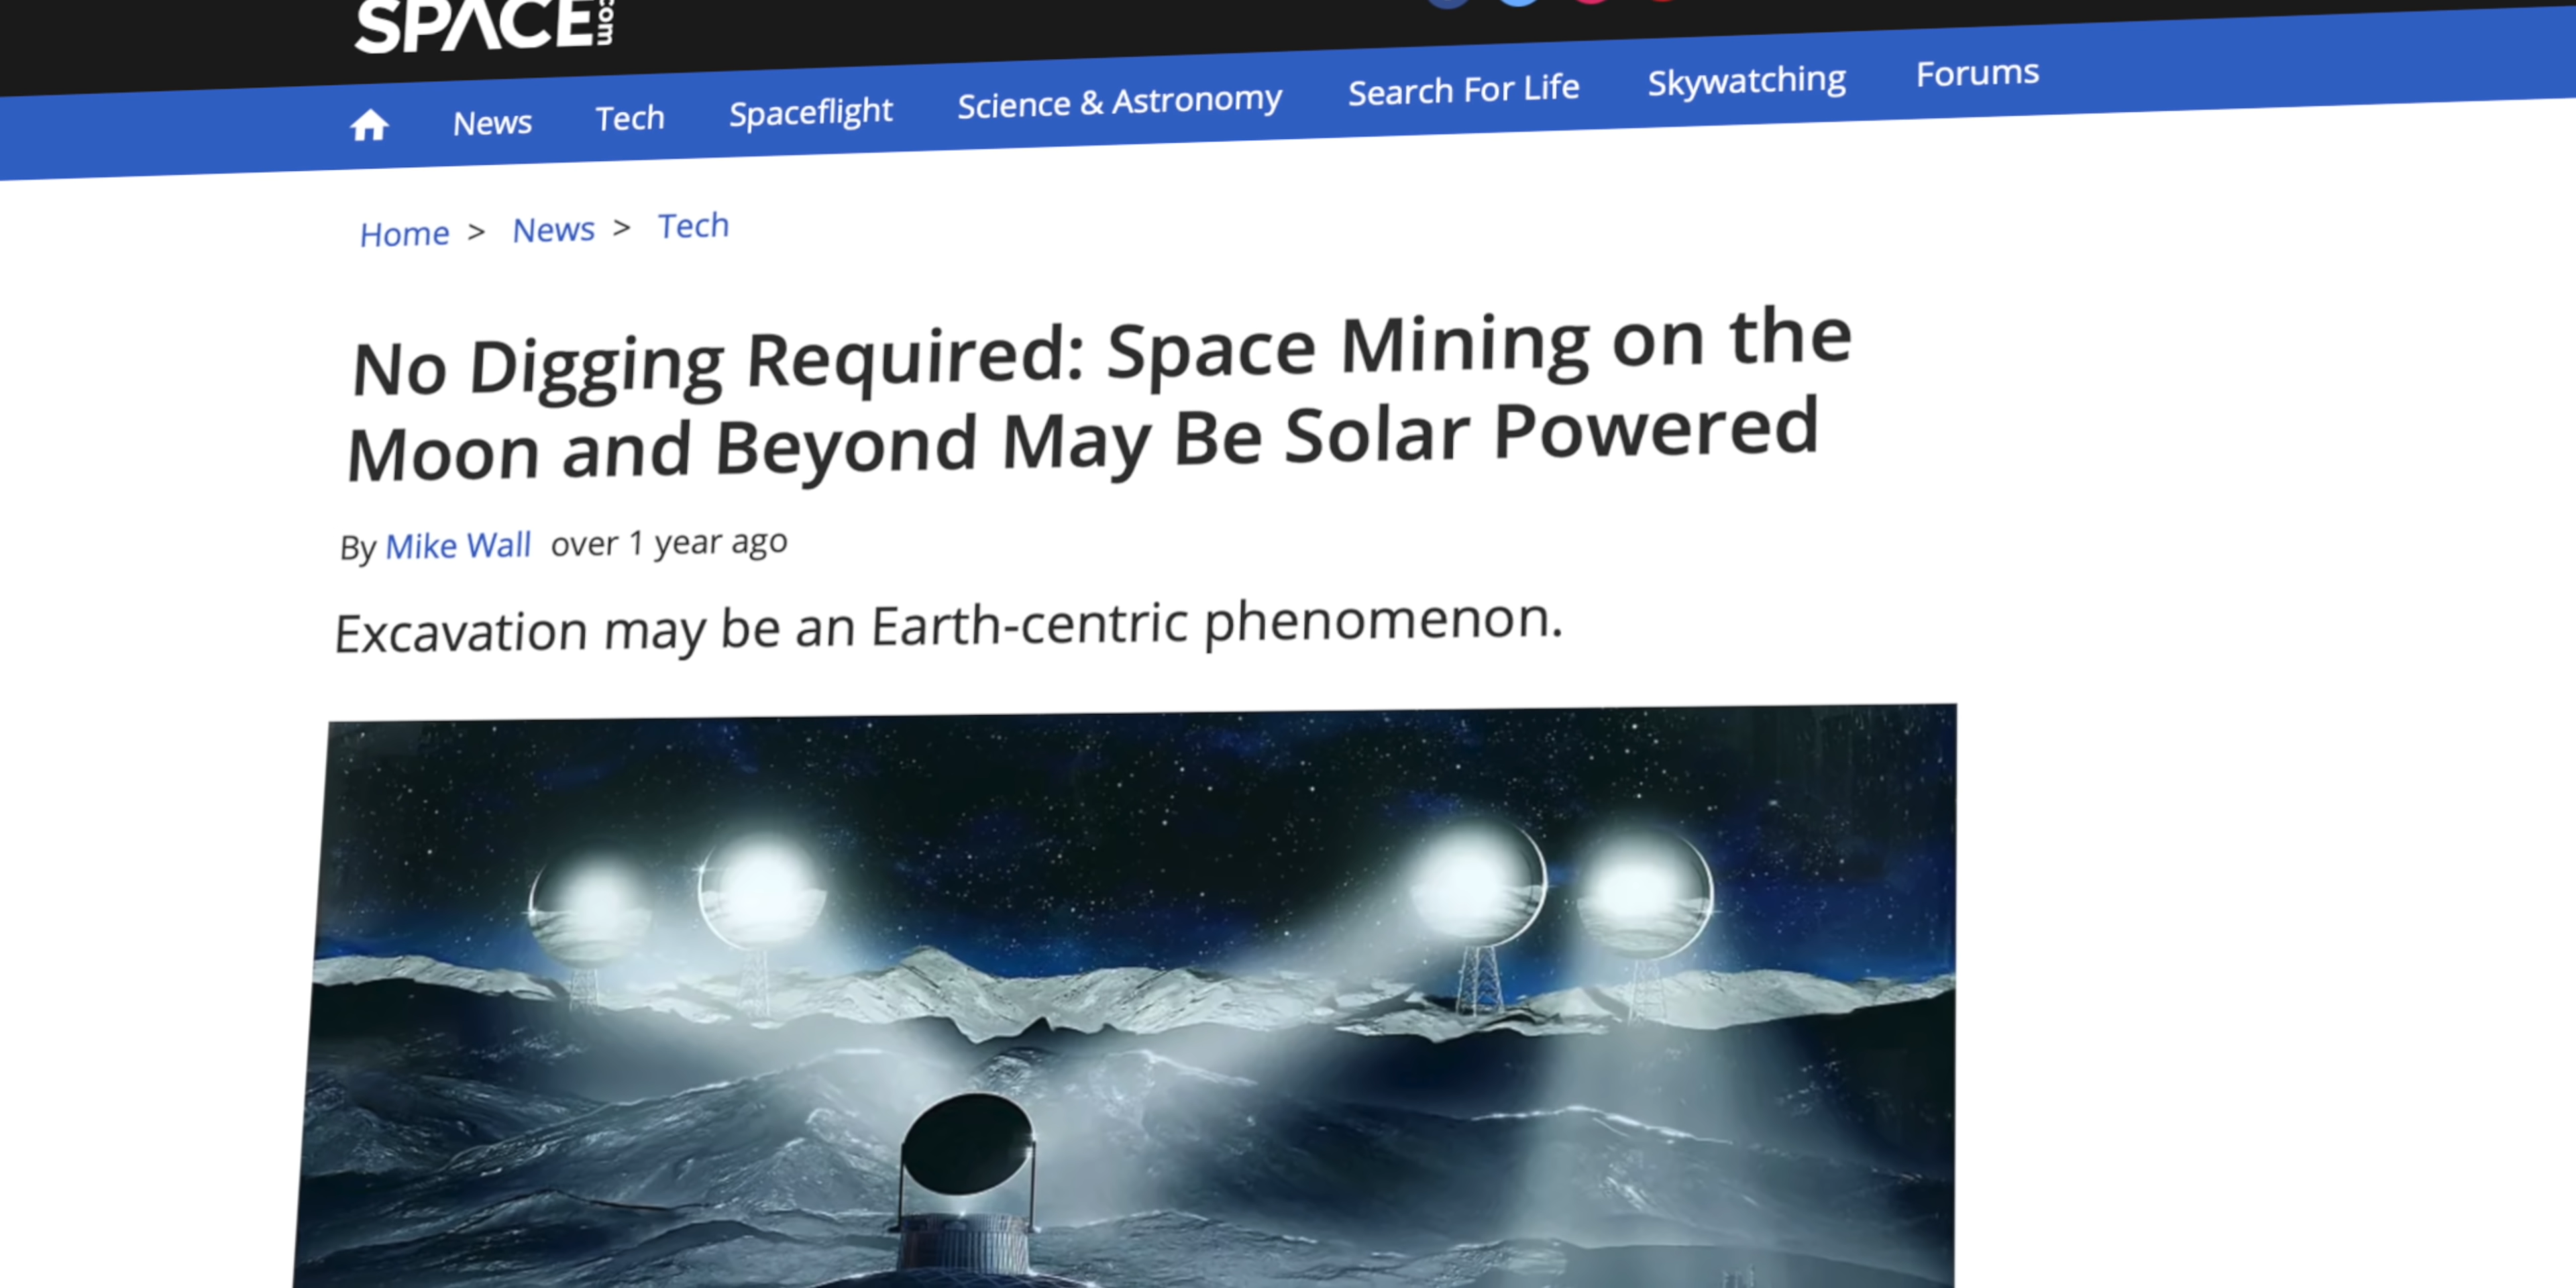 SPACE.com
News Tech Spaceflight Science & Astronomy Search For Life Skywatching Forums
Home > News > Tech
No Digging Required: Space Mining on the
Moon and Beyond May Be Solar Powered
By Mike Wall over 1 year ago
Excavation may be an Earth-centric phenomenon.